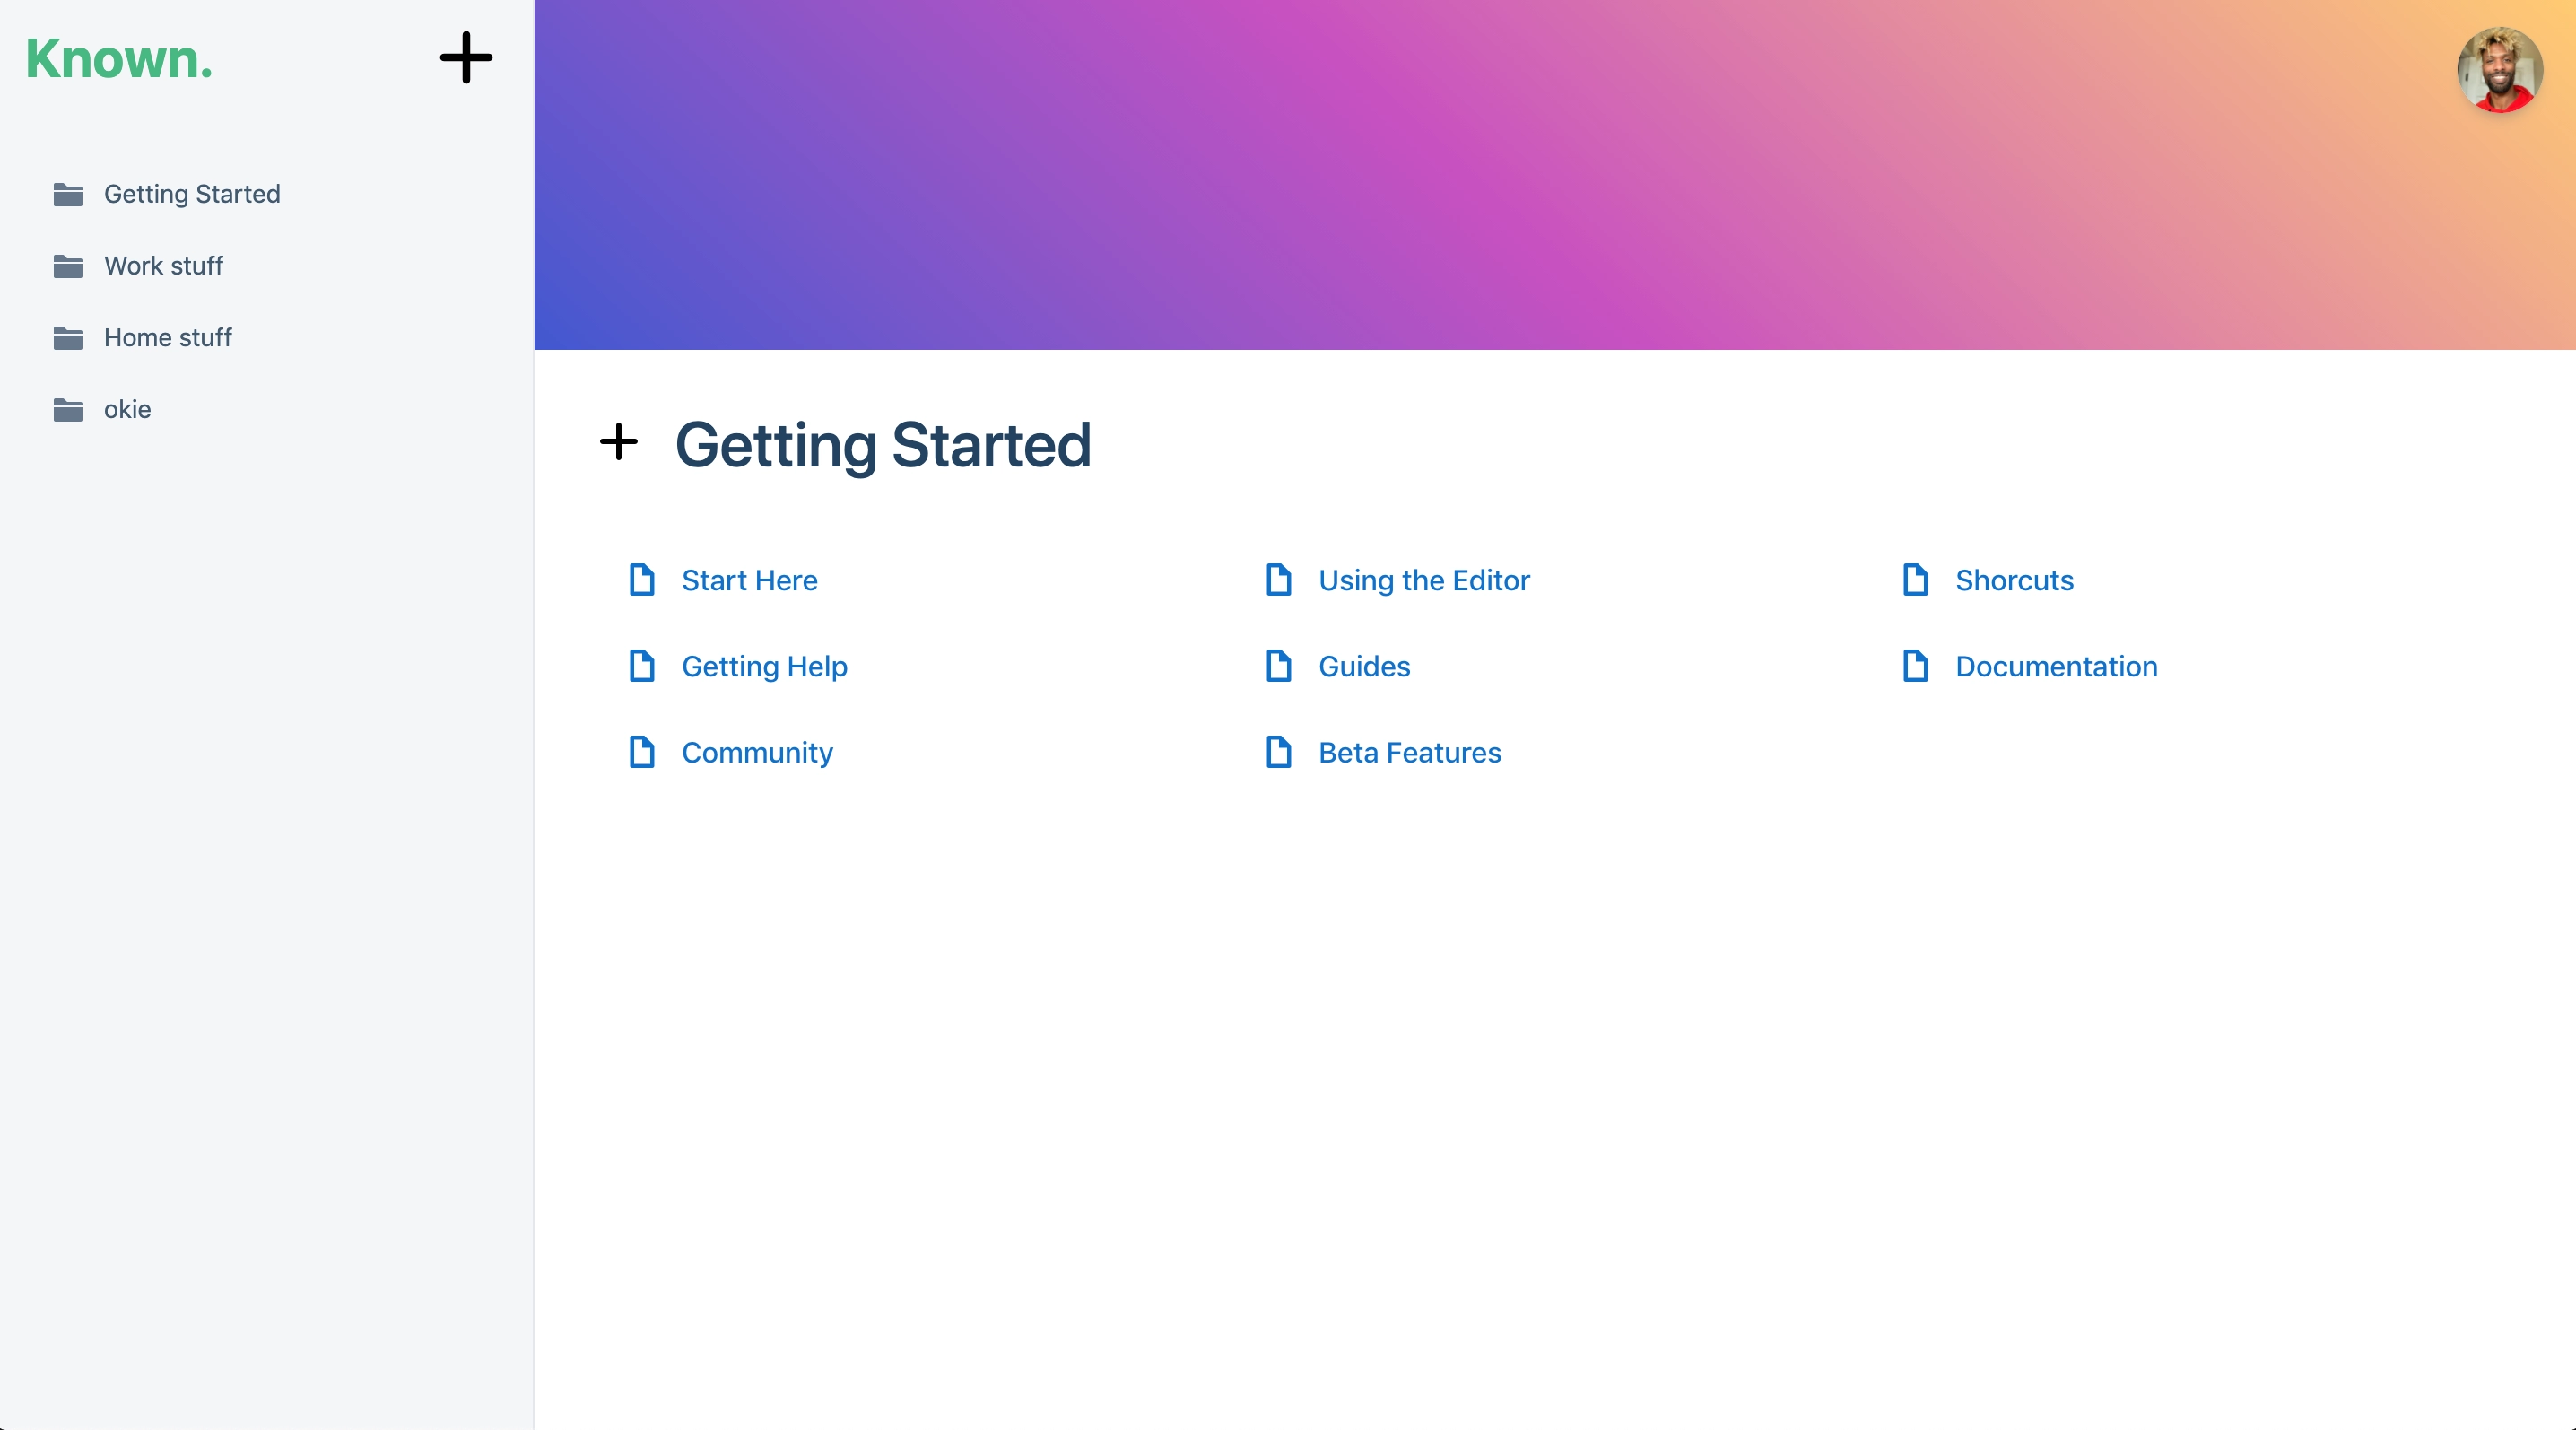 Known.
Getting Started
Work stuff
Home stuff
okie
Getting Started
Start Here
Using the Editor
Shorcuts
Getting Help
Guides
Documentation
Community
Beta Features